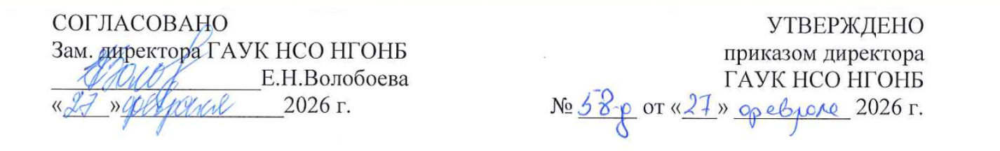 СОГЛАСОВАНО
Зам. директора ГАУК НСО НГОНБ
Е.Н.Волобоева
«27» февраля 2026 г.
УТВЕРЖДЕНО
приказом директора
ГАУК НСО НГОНБ
№ 58-р от «27» февраля 2026 г.